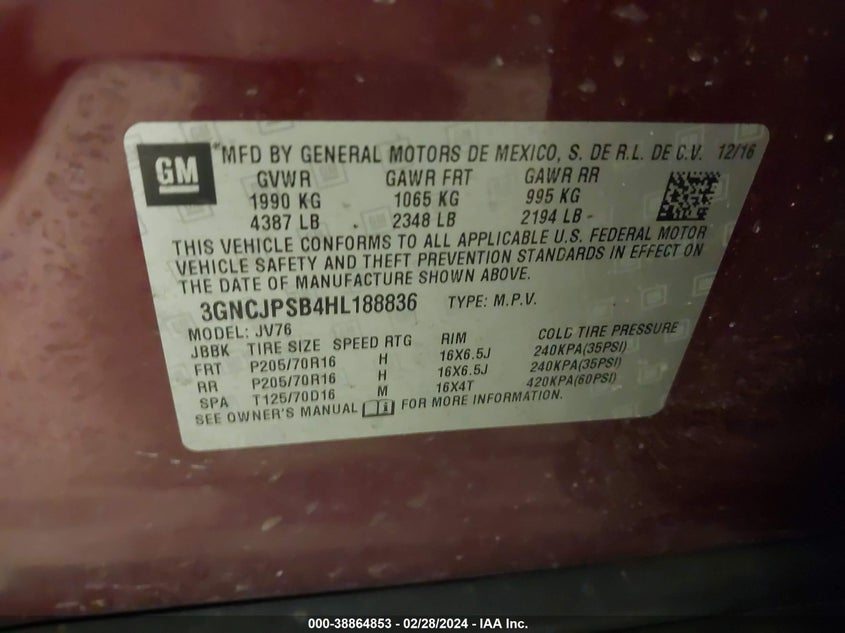 GM
MFD BY GENERAL MOTORS DE MEXICO, S. DE R.L. DE C.V. 12/16
GVWR GAWR FRT GAWR RR
1990 KG 1065 KG 995 KG
4387 LB 2348 LB 2194 LB
THIS VEHICLE CONFORMS TO ALL APPLICABLE U.S. FEDERAL MOTOR
VEHICLE SAFETY AND THEFT PREVENTION STANDARDS IN EFFECT ON
THE DATE OF MANUFACTURE SHOWN ABOVE.
3GNCJPSB4HL188836 TYPE: M.P.V.
MODEL: JV76
JBBK TIRE SIZE SPEED RTG RIM COLD TIRE PRESSURE
FRT P205/70R16 H 16X6.5J 240KPA(35PSI)
RR P205/70R16 H 16X6.5J 240KPA(35PSI)
SPA T125/70D16 M 16X4T 420KPA(60PSI)
SEE OWNER'S MANUAL FOR MORE INFORMATION.
000-38864853 - 02/28/2024 - IAA Inc.